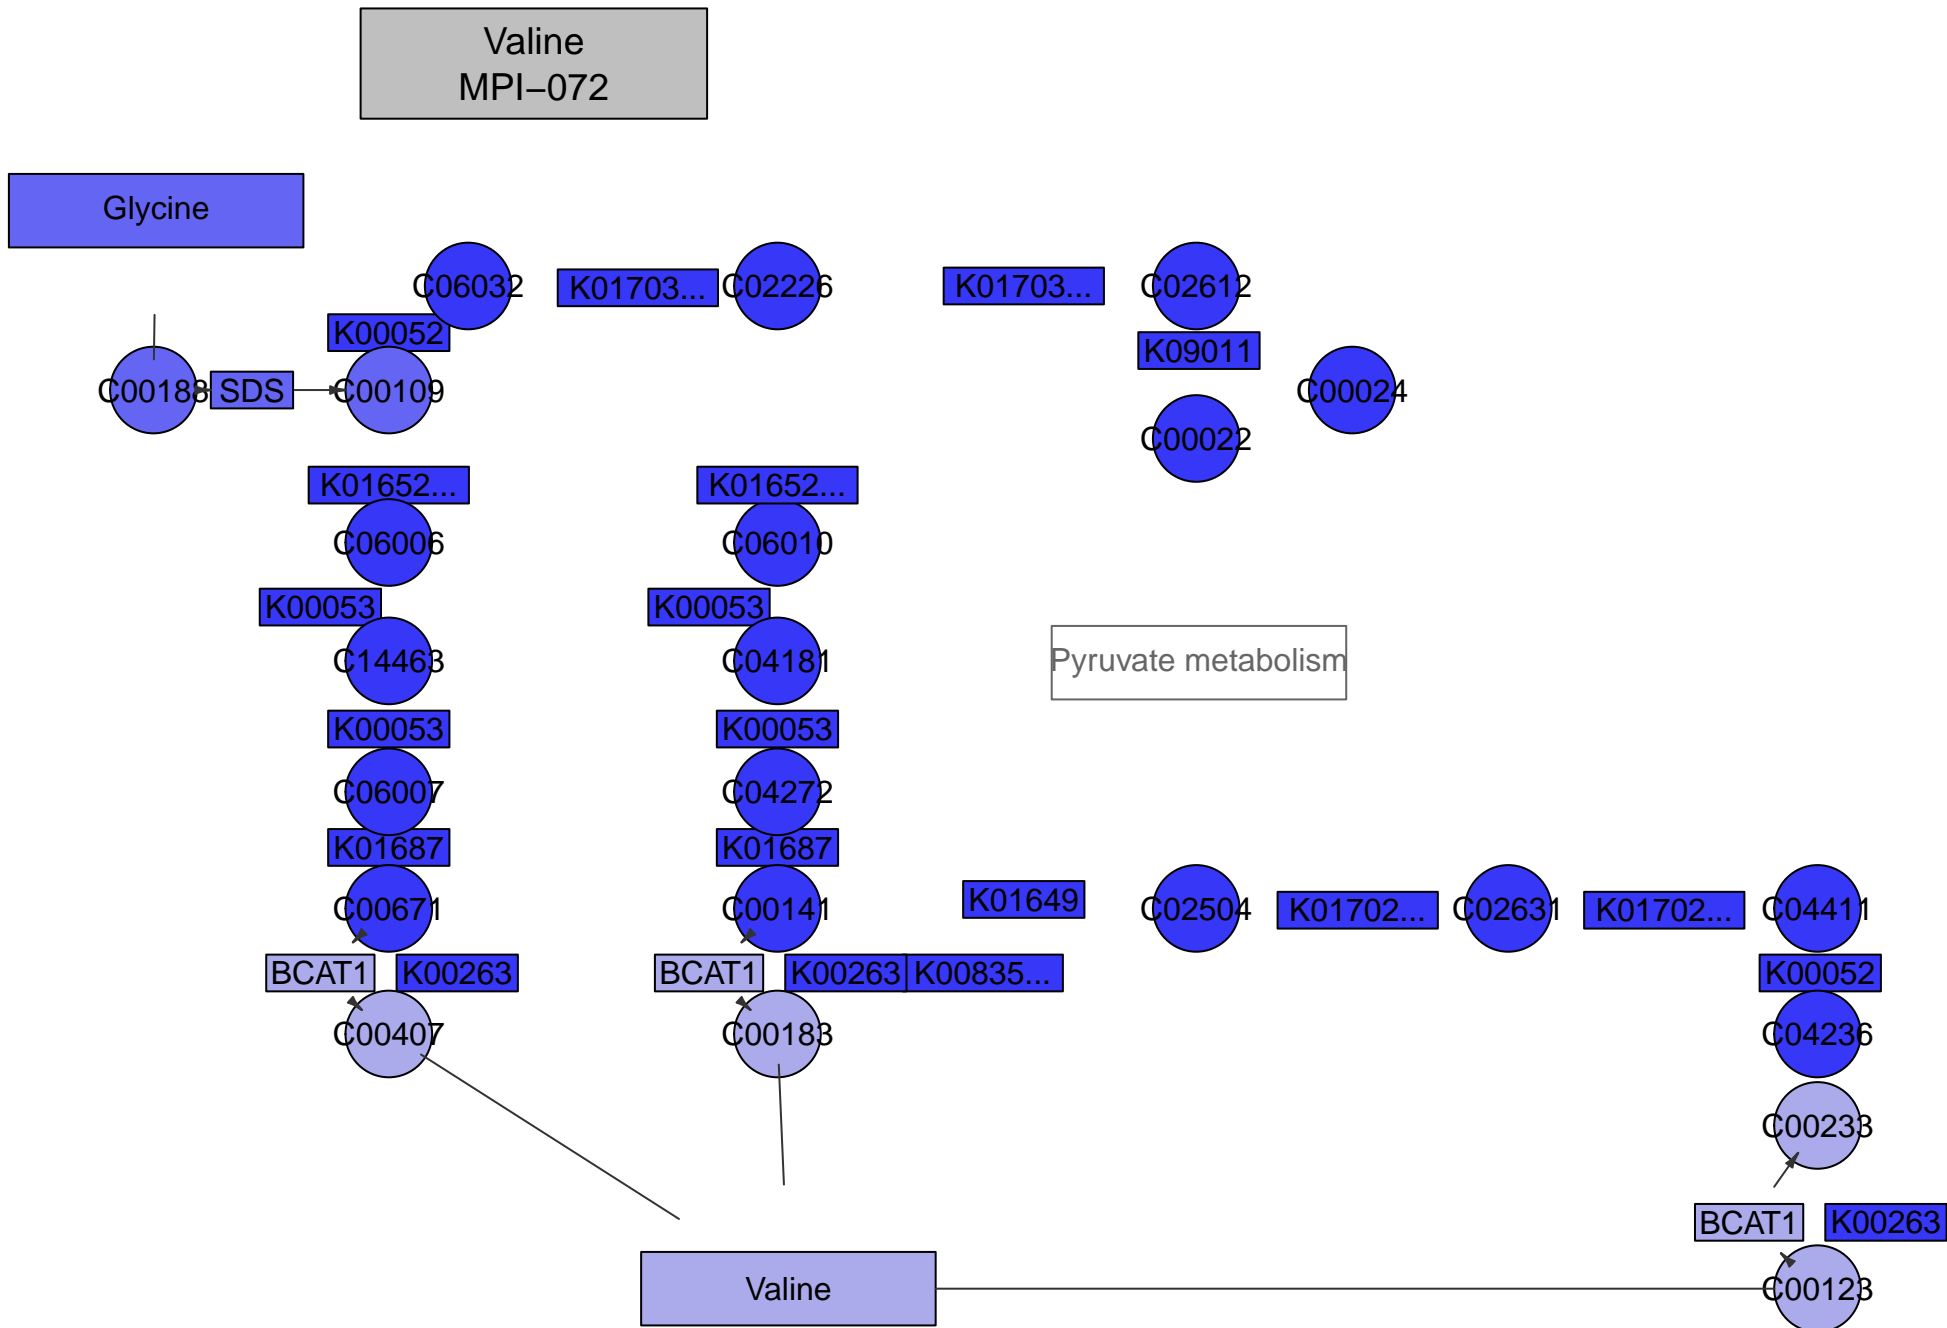 Valine
MPI−072
Glycine
C06032
K01703...
C02226
K01703...
C02612
K00052
K09011
C00188
SDS
C00109
C00024
C00022
K01652...
K01652...
C06006
C06010
K00053
K00053
C14463
C04181
Pyruvate metabolism
K00053
K00053
C06007
C04272
K01687
K01687
C00671
C00141
K01649
C02504
K01702...
C02631
K01702...
C04411
BCAT1
K00263
BCAT1
K00263
K00835...
K00052
C00407
C00183
C04236
C00233
BCAT1
K00263
Valine
C00123